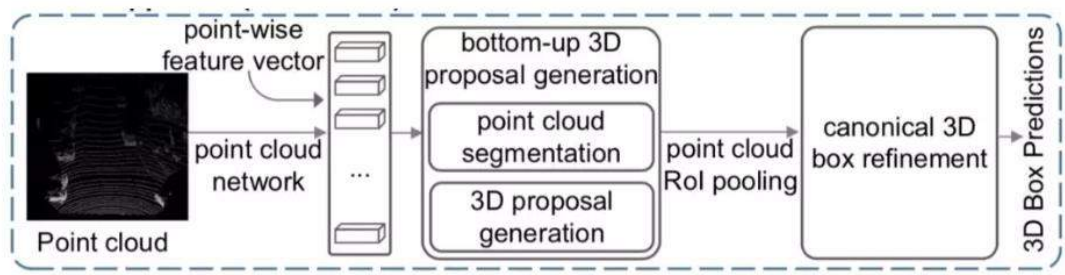 point-wise
feature vector
point cloud
network
Point cloud
...
bottom-up 3D
proposal generation
point cloud
segmentation
3D proposal
generation
point cloud
RoI pooling
canonical 3D
box refinement
3D Box Predictions